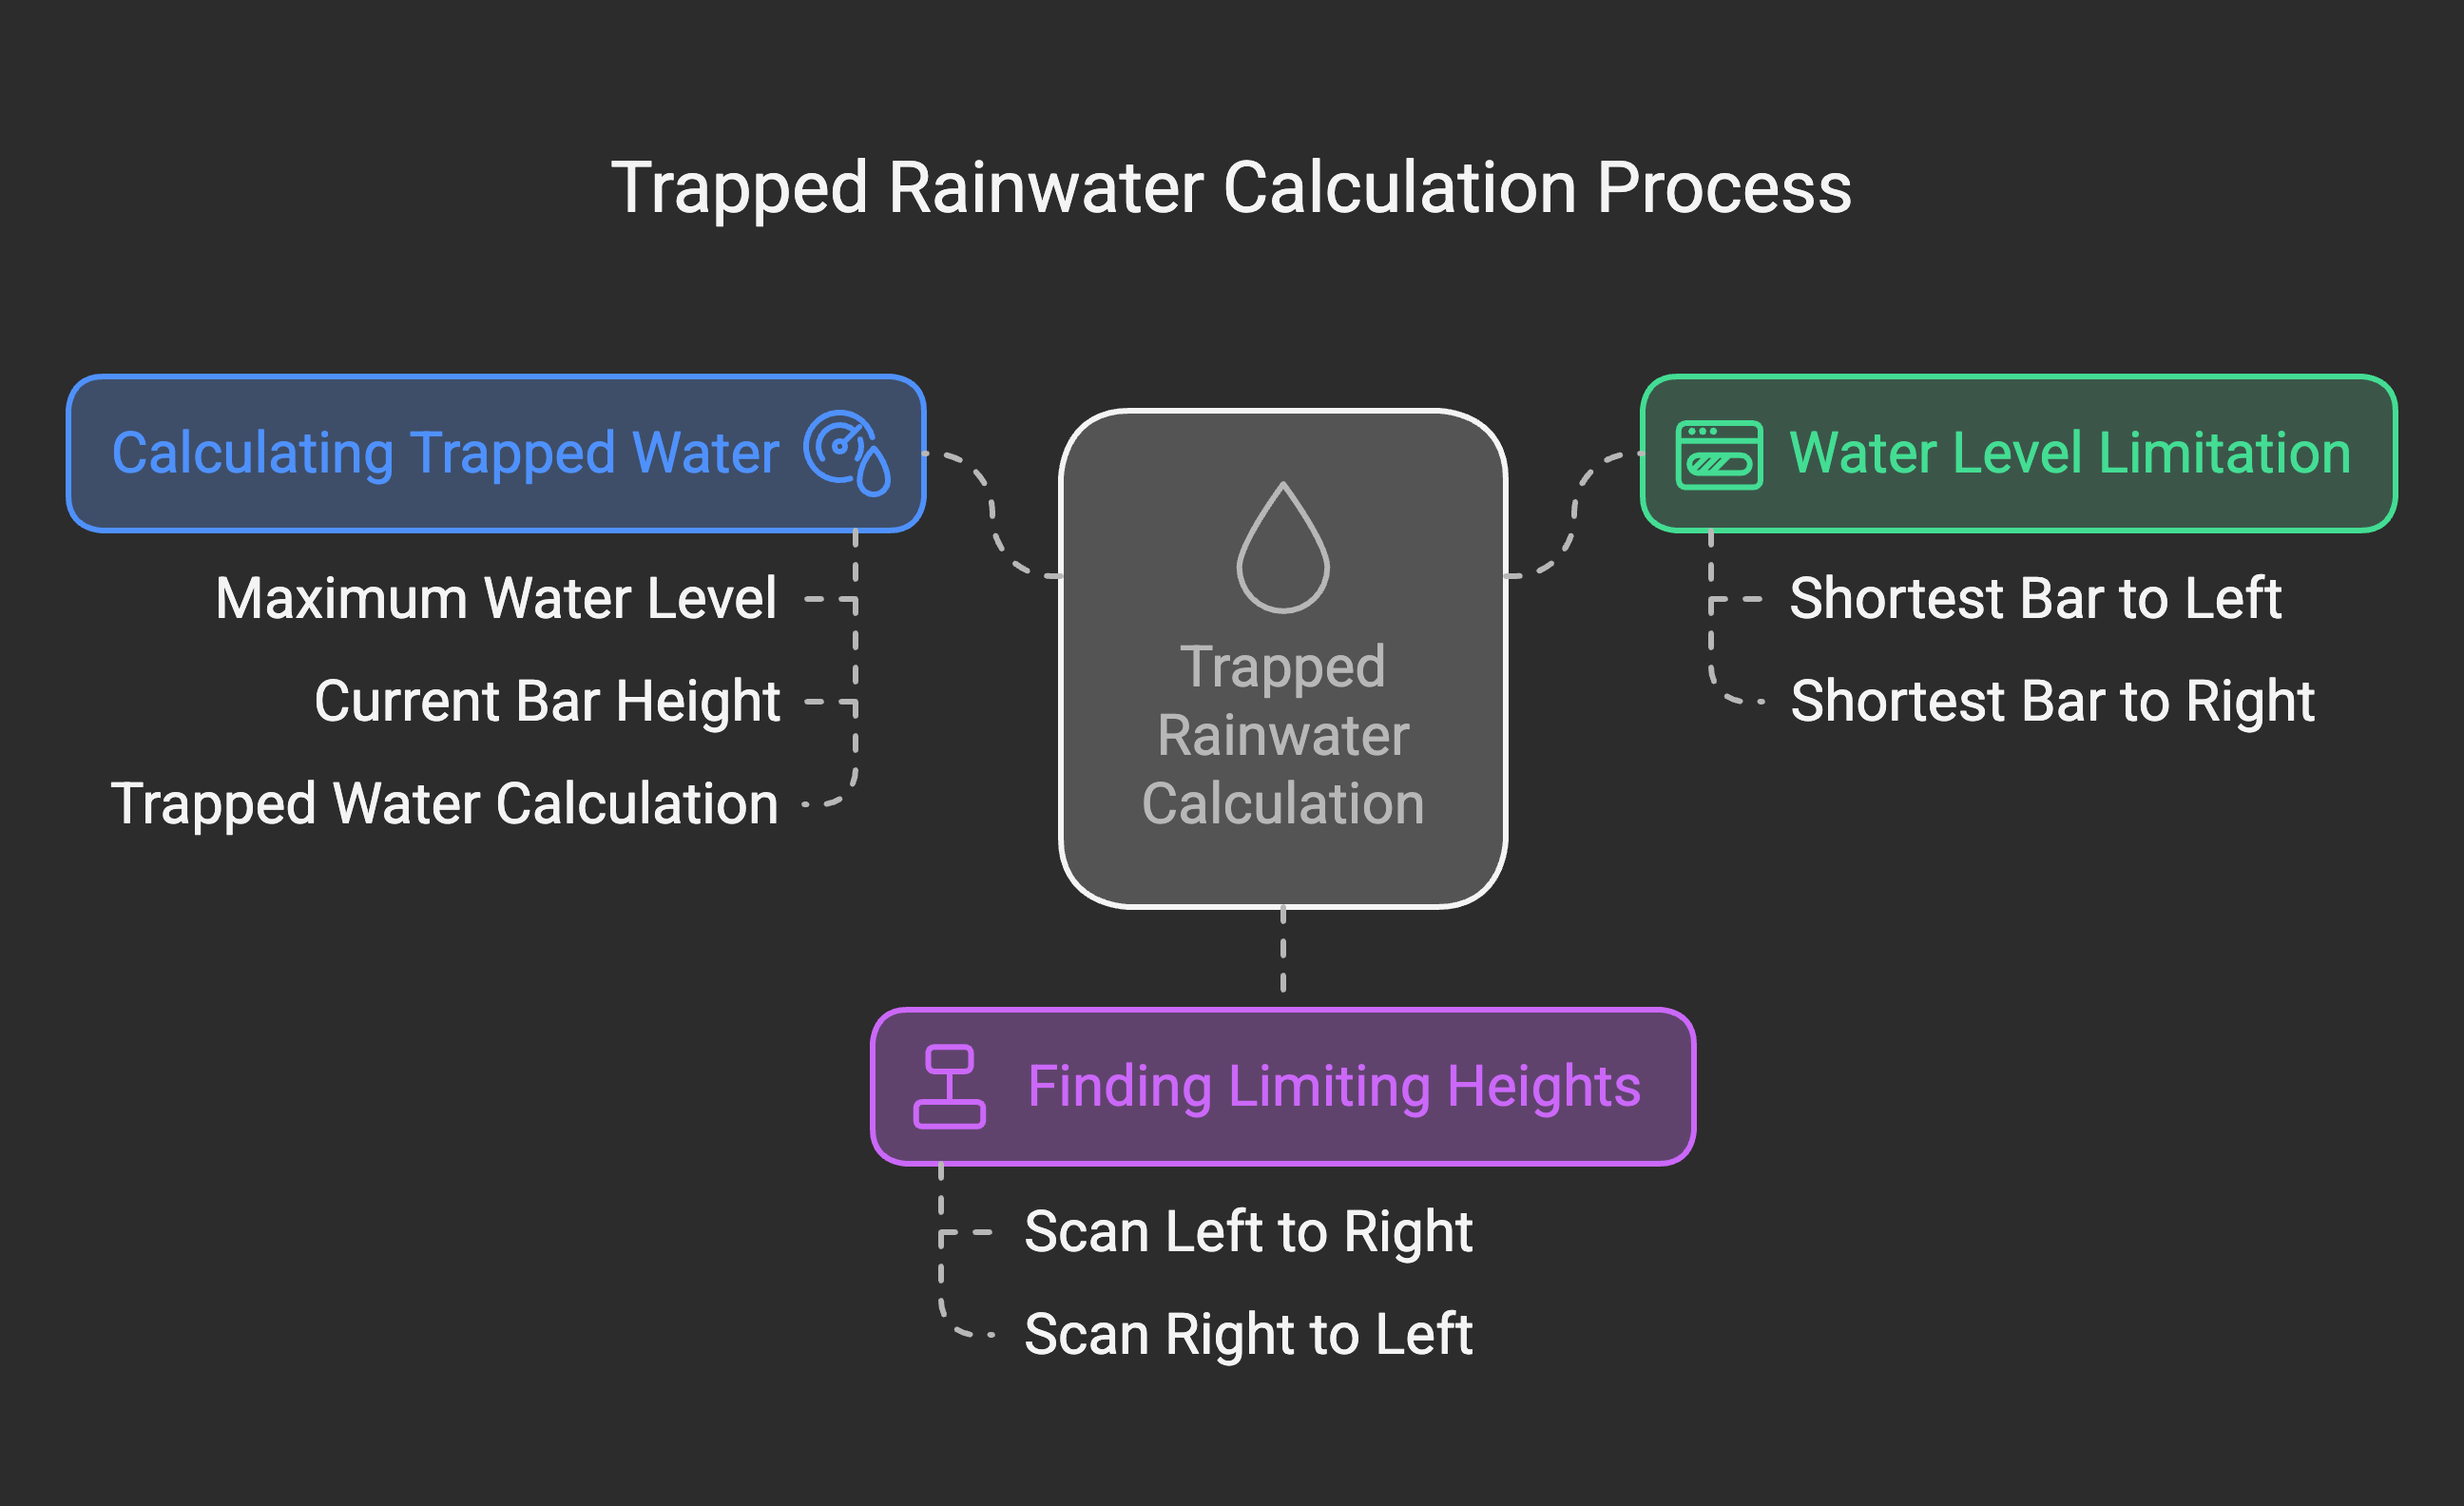 Trapped Rainwater Calculation Process
Calculating Trapped Water
Maximum Water Level
Current Bar Height
Trapped Water Calculation
Trapped
Rainwater
Calculation
Water Level Limitation
Shortest Bar to Left
Shortest Bar to Right
Finding Limiting Heights
Scan Left to Right
Scan Right to Left